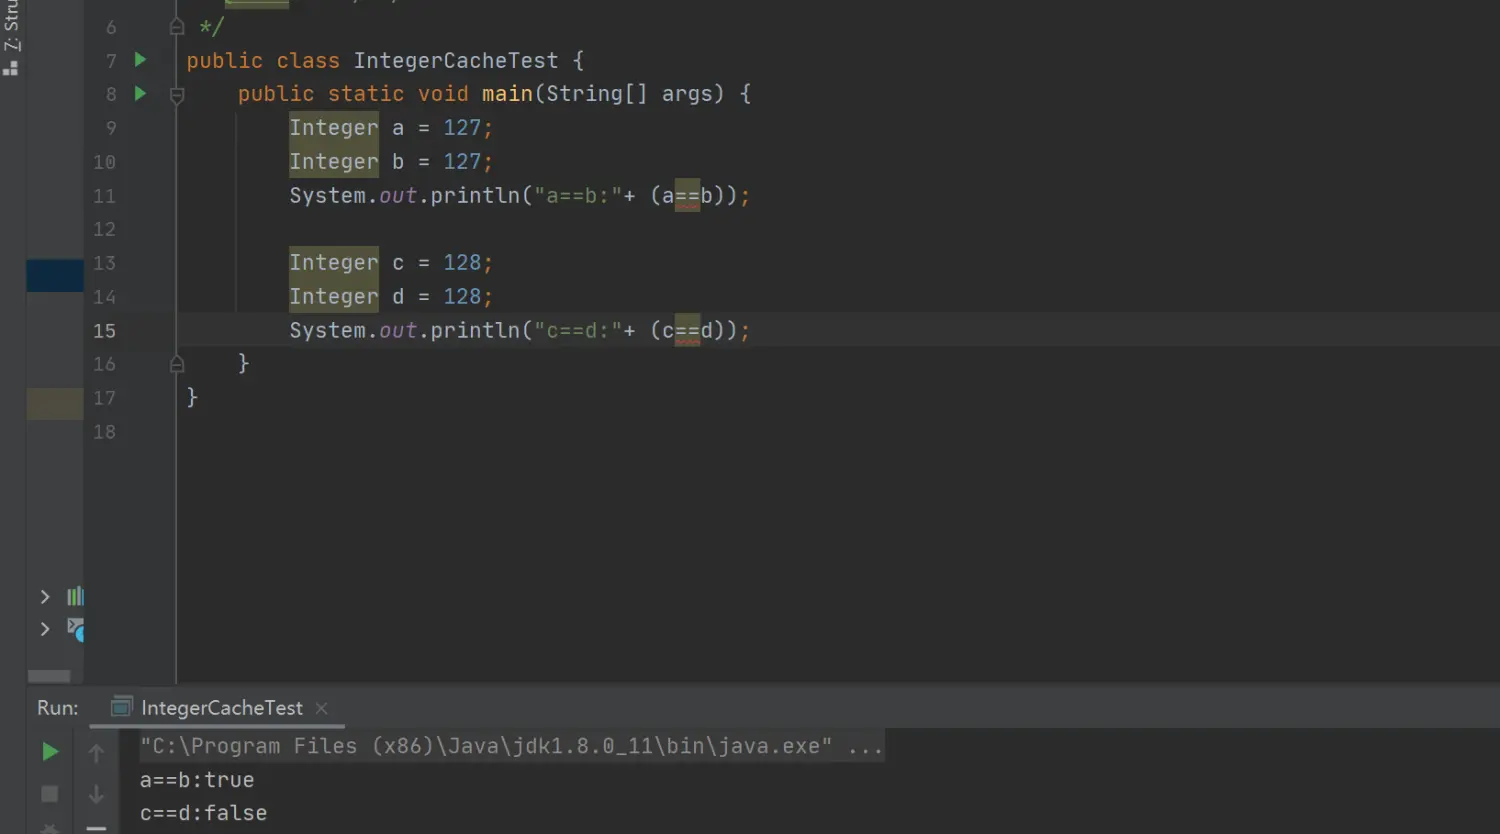 7: Stru
6 */
7 public class IntegerCacheTest {
8 public static void main(String[] args) {
9 Integer a = 127;
10 Integer b = 127;
11 System.out.println("a==b:"+ (a==b));
12
13 Integer c = 128;
14 Integer d = 128;
15 System.out.println("c==d:"+ (c==d));
16 }
17 }
18
Run: IntegerCacheTest ×
"C:\Program Files (x86)\Java\jdk1.8.0_11\bin\java.exe" ...
a==b:true
c==d:false